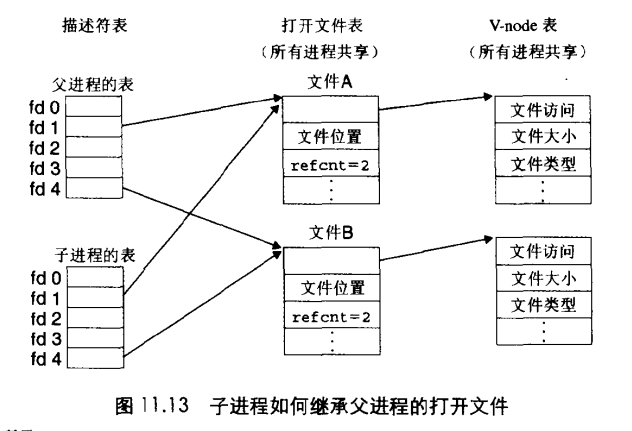 描述符表
打开文件表
V-node 表
(所有进程共享)
(所有进程共享)
父进程的表
文件A
fd 0
fd 1
fd 2
fd 3
fd 4
文件位置
refcnt=2
文件访问
文件大小
文件类型
子进程的表
文件B
fd 0
fd 1
fd 2
fd 3
fd 4
文件位置
refcnt=2
文件访问
文件大小
文件类型
图 11.13 子进程如何继承父进程的打开文件